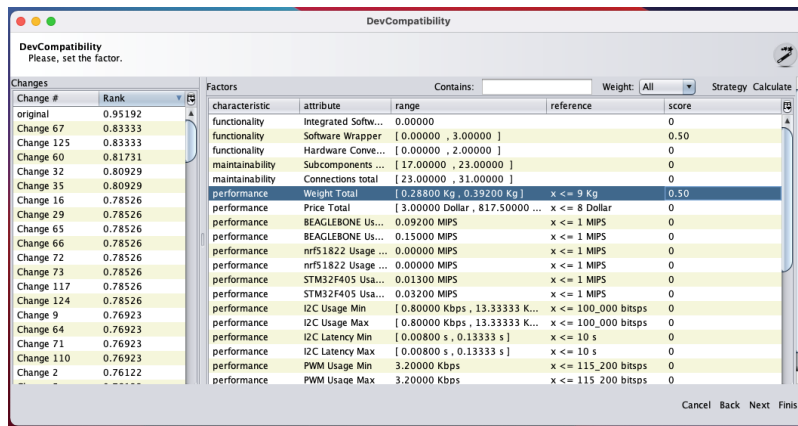 DevCompatibility
DevCompatibility
Please, set the factor.
Changes
Change # Rank
original 0.95192
Change 67 0.83333
Change 125 0.83333
Change 60 0.81731
Change 32 0.80929
Change 35 0.80929
Change 16 0.78526
Change 29 0.78526
Change 65 0.78526
Change 66 0.78526
Change 72 0.78526
Change 73 0.78526
Change 117 0.78526
Change 124 0.78526
Change 9 0.76923
Change 64 0.76923
Change 71 0.76923
Change 110 0.76923
Change 2 0.76122
Factors Contains: Weight: All Strategy Calculate
characteristic attribute range reference score
functionality Integrated Softw... 0.00000 0
functionality Software Wrapper [ 0.00000 , 3.00000 ] 0.50
functionality Hardware Conve... [ 0.00000 , 2.00000 ] 0
maintainability Subcomponents ... [ 17.00000 , 23.00000 ] 0
maintainability Connections total [ 23.00000 , 31.00000 ] 0
performance Weight Total [ 0.28800 Kg , 0.39200 Kg ] x <= 9 Kg 0.50
performance Price Total [ 3.00000 Dollar , 817.50000 ... x <= 8 Dollar 0
performance BEAGLEBONE Us... 0.09200 MIPS x <= 1 MIPS 0
performance BEAGLEBONE Us... 0.15000 MIPS x <= 1 MIPS 0
performance nrf51822 Usage ... 0.00000 MIPS x <= 1 MIPS 0
performance nrf51822 Usage ... 0.00000 MIPS x <= 1 MIPS 0
performance STM32F405 Usa... 0.01300 MIPS x <= 1 MIPS 0
performance STM32F405 Usa... 0.03200 MIPS x <= 1 MIPS 0
performance I2C Usage Min [ 0.80000 Kbps , 13.33333 K... x <= 100_000 bitsps 0
performance I2C Usage Max [ 0.80000 Kbps , 13.33333 K... x <= 100_000 bitsps 0
performance I2C Latency Min [ 0.00800 s , 0.13333 s ] x <= 10 s 0
performance I2C Latency Max [ 0.00800 s , 0.13333 s ] x <= 10 s 0
performance PWM Usage Min 3.20000 Kbps x <= 115_200 bitsps 0
performance PWM Usage Max 3.20000 Kbps x <= 115_200 bitsps 0
Cancel Back Next Finis